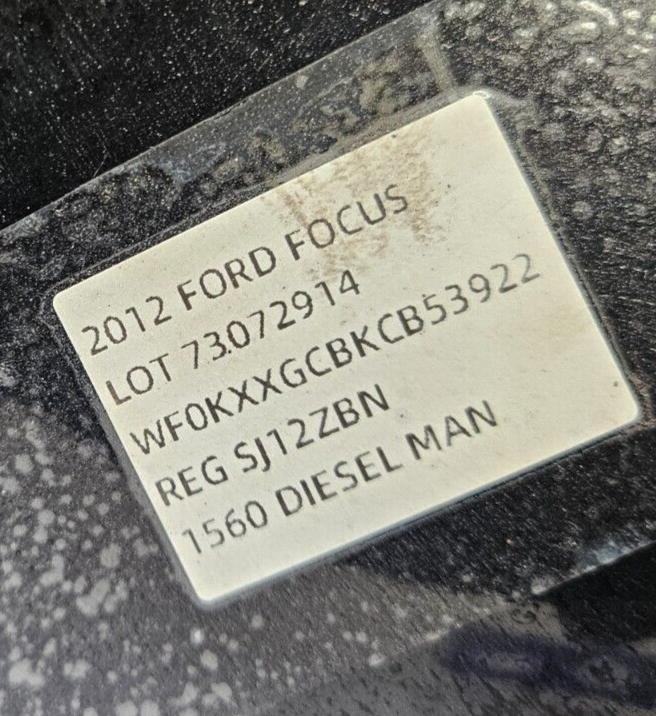 2012 FORD FOCUS
LOT 73072914
WF0KXXGCBKCB53922
REG SJ12ZBN
1560 DIESEL MAN